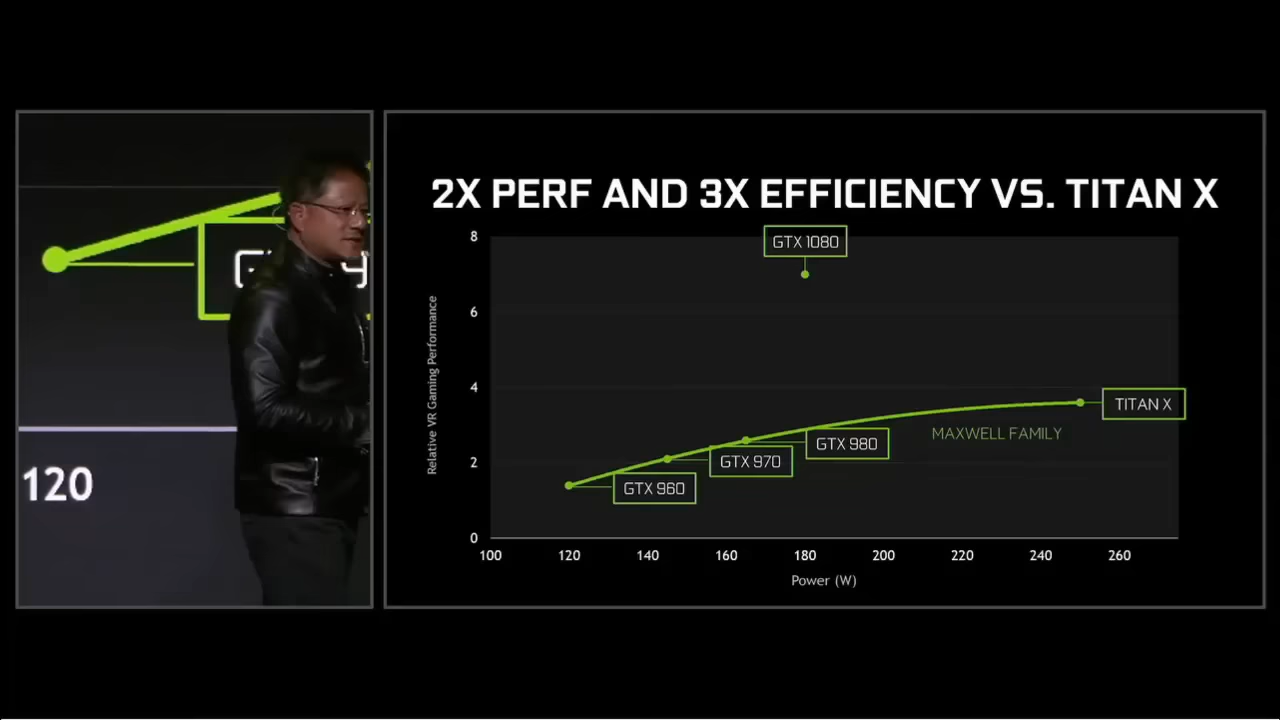 120
2X PERF AND 3X EFFICIENCY VS. TITAN X
8
GTX 1080
6
Relative VR Gaming Performance
4
TITAN X
MAXWELL FAMILY
GTX 980
2
GTX 970
GTX 960
0
100 120 140 160 180 200 220 240 260
Power (W)